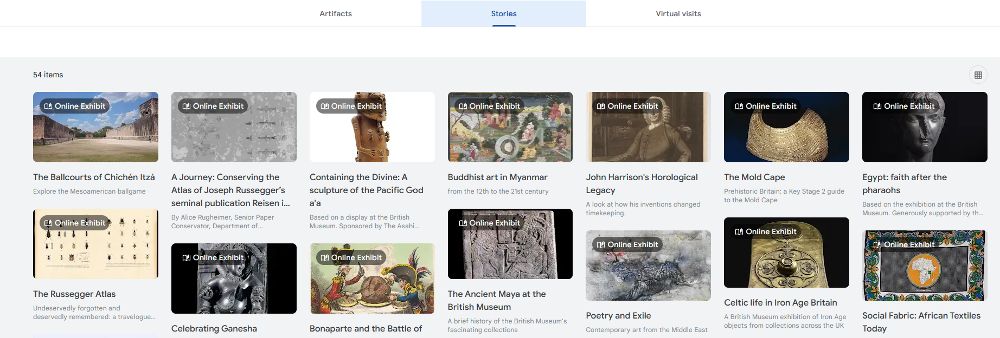 Artifacts
Stories
Virtual visits
54 items
Online Exhibit
The Ballcourts of Chichén Itzá
Explore the Mesoamerican ballgame
Online Exhibit
A Journey: Conserving the
Atlas of Joseph Russegger’s
seminal publication Reisen i...
By Alice Rugheimer, Senior Paper
Conservator, Department of...
Online Exhibit
Containing the Divine: A
sculpture of the Pacific God
a'a
Based on a display at the British
Museum. Sponsored by The Asahi...
Online Exhibit
Buddhist art in Myanmar
from the 12th to the 21st century
Online Exhibit
John Harrison's Horological
Legacy
A look at how his inventions changed
timekeeping.
Online Exhibit
The Mold Cape
Prehistoric Britain: a Key Stage 2 guide
to the Mold Cape
Online Exhibit
Egypt: faith after the
pharaohs
Based on the exhibition at the British
Museum. Generously supported by th...
Online Exhibit
The Russegger Atlas
Undeservedly forgotten and
deservedly remembered: a travelogue...
Online Exhibit
Celebrating Ganesha
Online Exhibit
Bonaparte and the Battle of
Online Exhibit
The Ancient Maya at the
British Museum
A brief history of the British Museum's
fascinating collections
Online Exhibit
Poetry and Exile
Contemporary art from the Middle East
Online Exhibit
Celtic life in Iron Age Britain
A British Museum exhibition of Iron Age
objects from collections across the UK
Online Exhibit
Social Fabric: African Textiles
Today